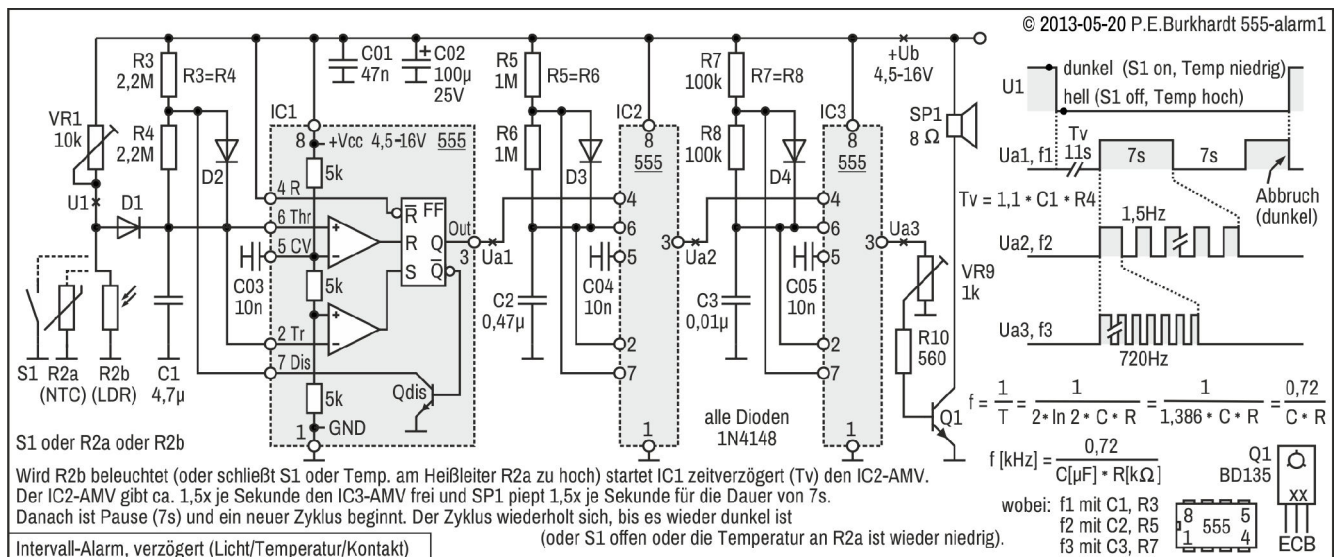 © 2013-05-20 P.E.Burkhardt 555-alarm1
R3
2,2M
R3=R4
R4
2,2M
VR1
10k
U1
D1
D2
C01
47n
C02
100µ
25V
+
IC1
8
+Vcc 4,5-16V 555
5k
4 R
6 Thr
5 CV
C03
10n
5k
2 Tr
7 Dis
5k
1
GND
Qdis
+
-
+
-
R
FF
R
Q
S
Q
Out
3
Ua1
S1
R2a
(NTC)
R2b
(LDR)
C1
4,7µ
S1 oder R2a oder R2b
R5
1M
R5=R6
R6
1M
D3
IC2
8
555
4
6
5
C04
10n
3
Ua2
C2
0,47µ
2
7
1
R7
100k
R7=R8
R8
100k
D4
IC3
8
555
4
6
5
C05
10n
3
Ua3
C3
0,01µ
2
7
1
alle Dioden
1N4148
+Ub
4,5-16V
SP1
8 Ω
VR9
1k
R10
560
Q1
U1
dunkel (S1 on, Temp niedrig)
hell (S1 off, Temp hoch)
Tv
11s
7s
7s
Ua1, f1
Tv = 1,1 * C1 * R4
Abbruch
(dunkel)
1,5Hz
Ua2, f2
Ua3, f3
720Hz
f = 1/T = 1/(2* ln 2 * C * R) = 1/(1,386 * C * R) = 0,72/(C * R)
f [kHz] = 0,72/(C[µF] * R[kΩ])
wobei: f1 mit C1, R3
f2 mit C2, R5
f3 mit C3, R7
8 5
555
1 4
Q1
BD135
XX
ECB
Wird R2b beleuchtet (oder schließt S1 oder Temp. am Heißleiter R2a zu hoch) startet IC1 zeitverzögert (Tv) den IC2-AMV.
Der IC2-AMV gibt ca. 1,5x je Sekunde den IC3-AMV frei und SP1 piept 1,5x je Sekunde für die Dauer von 7s.
Danach ist Pause (7s) und ein neuer Zyklus beginnt. Der Zyklus wiederholt sich, bis es wieder dunkel ist
(oder S1 offen oder die Temperatur an R2a ist wieder niedrig).
Intervall-Alarm, verzögert (Licht/Temperatur/Kontakt)